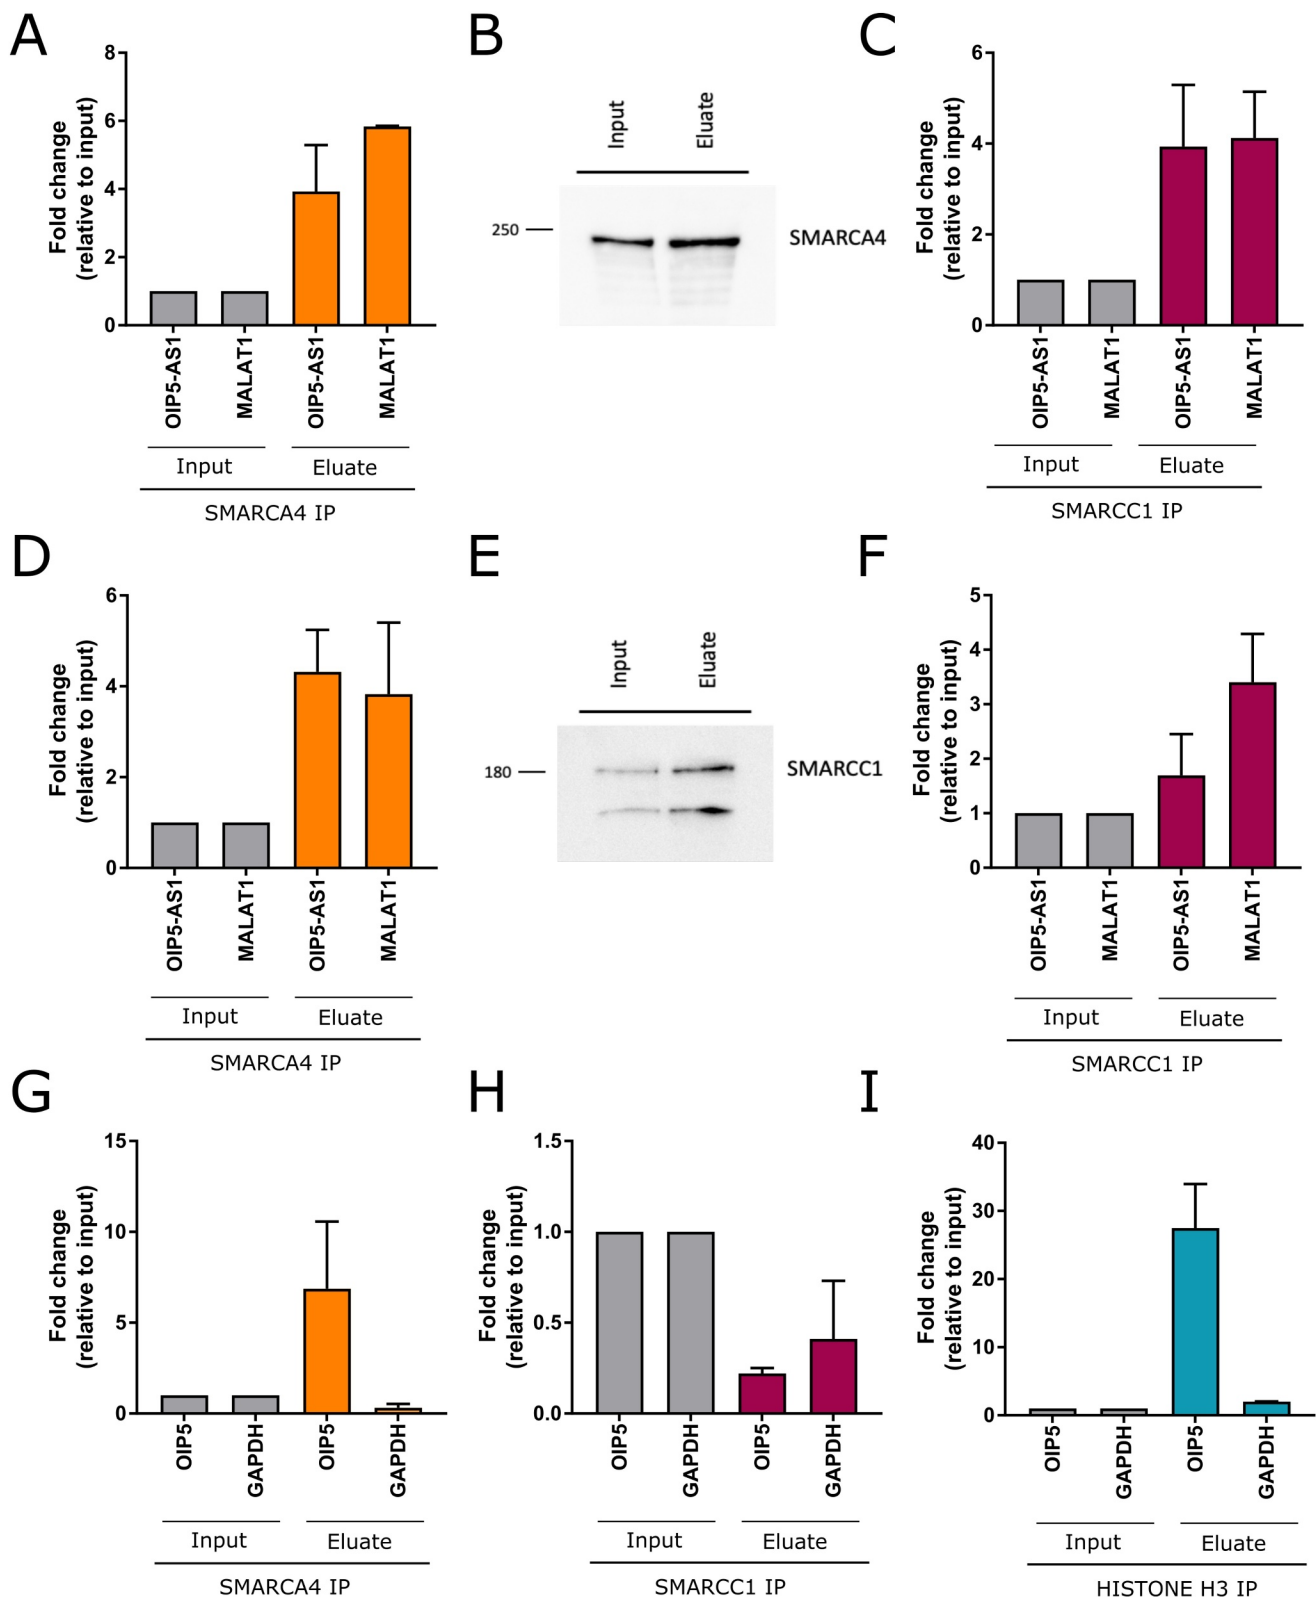 A
Fold change
(relative to input)
8
6
4
2
0
OIP5-AS1
MALAT1
OIP5-AS1
MALAT1
Input
Eluate
SMARCA4 IP
B
Input
Eluate
250
SMARCA4
C
Fold change
(relative to input)
6
4
2
0
OIP5-AS1
MALAT1
OIP5-AS1
MALAT1
Input
Eluate
SMARCC1 IP
D
Fold change
(relative to input)
6
4
2
0
OIP5-AS1
MALAT1
OIP5-AS1
MALAT1
Input
Eluate
SMARCA4 IP
E
Input
Eluate
180
SMARCC1
F
Fold change
(relative to input)
5
4
3
2
1
0
OIP5-AS1
MALAT1
OIP5-AS1
MALAT1
Input
Eluate
SMARCC1 IP
G
Fold change
(relative to input)
15
10
5
0
OIP5
GAPDH
OIP5
GAPDH
Input
Eluate
SMARCA4 IP
H
Fold change
(relative to input)
1.5
1.0
0.5
0.0
OIP5
GAPDH
OIP5
GAPDH
Input
Eluate
SMARCC1 IP
I
Fold change
(relative to input)
40
30
20
10
0
OIP5
GAPDH
OIP5
GAPDH
Input
Eluate
HISTONE H3 IP